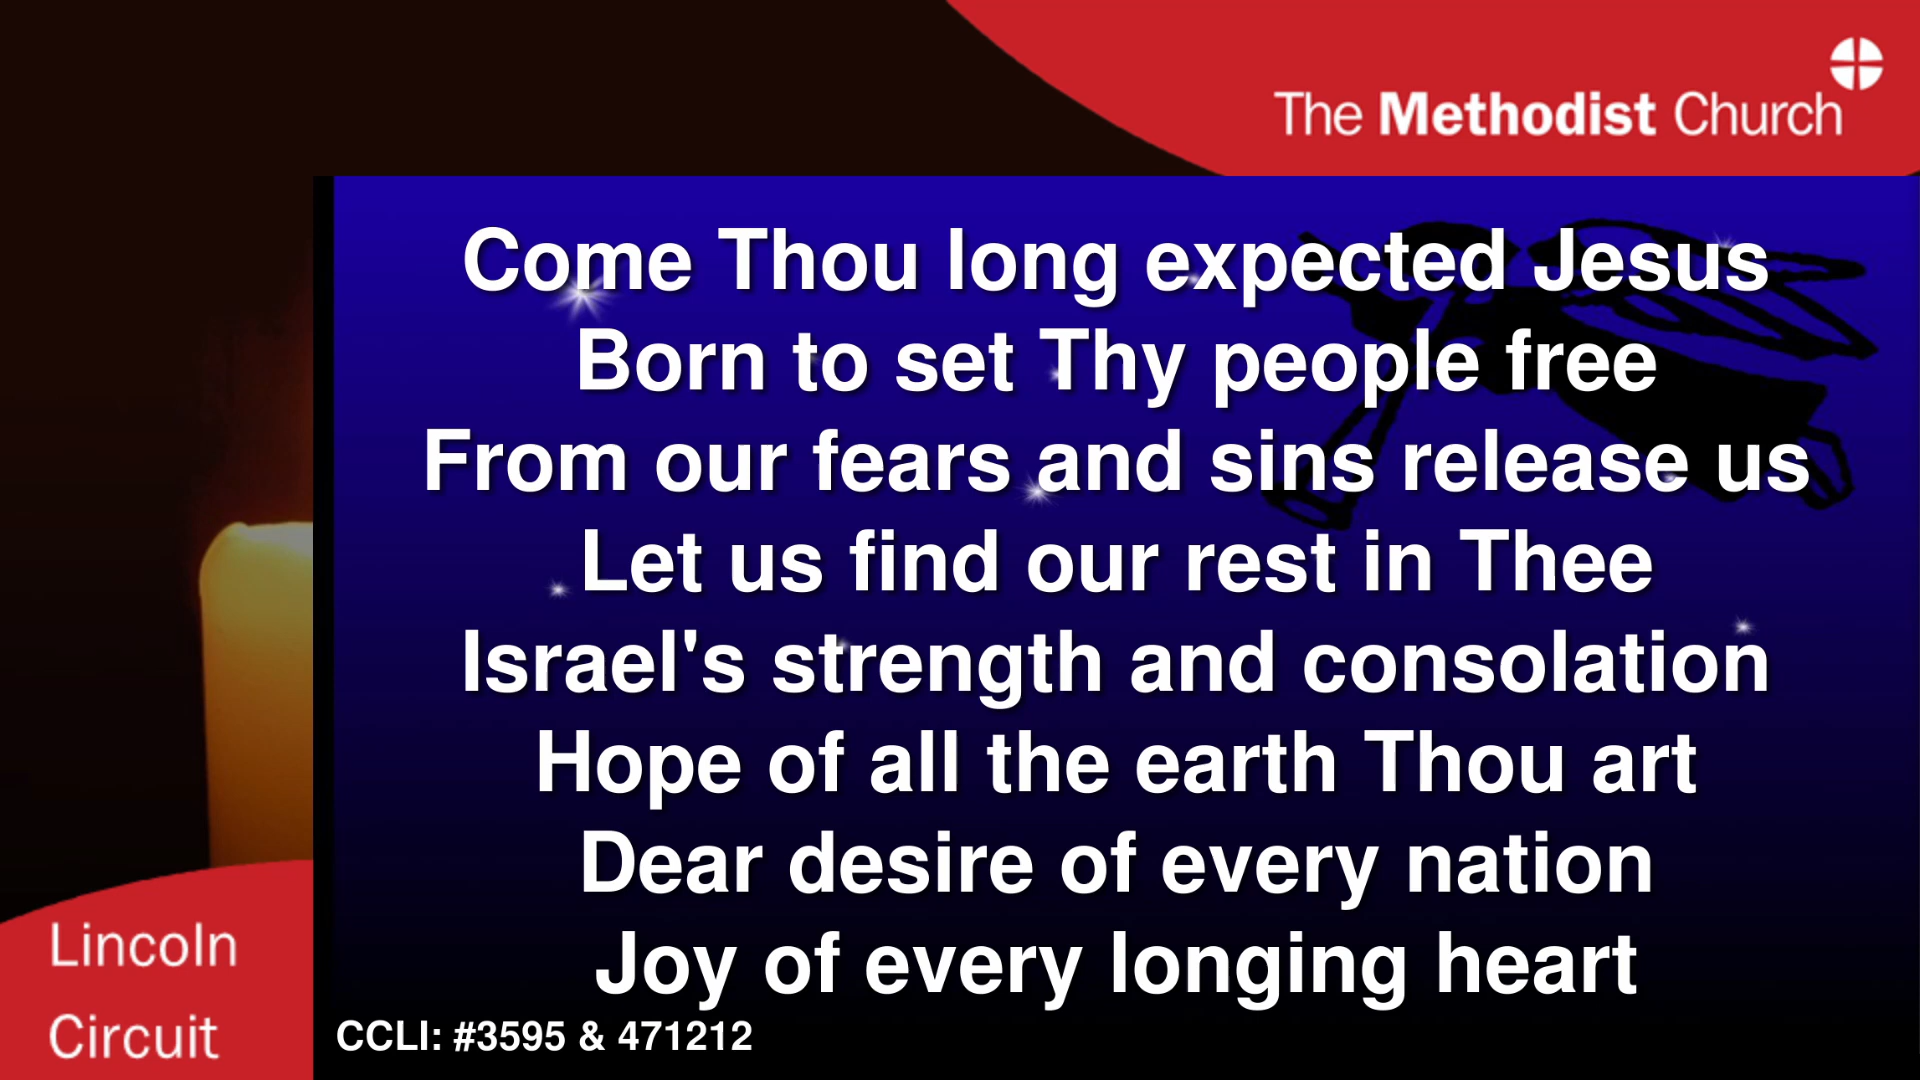 The Methodist Church
Come Thou long expected Jesus
Born to set Thy people free
From our fears and sins release us
Let us find our rest in Thee
Israel's strength and consolation
Hope of all the earth Thou art
Dear desire of every nation
Joy of every longing heart
Lincoln
Circuit
CCLI: #3595 & 471212